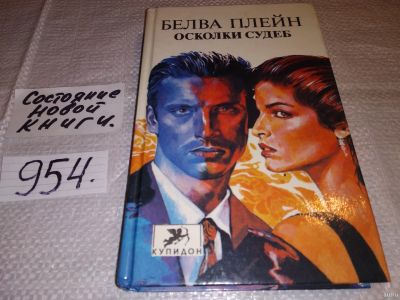 БЕЛВА ПЛЕЙН
ОСКОЛКИ СУДЕБ
Состояние
новой
книги.
954.
КУПИДОН